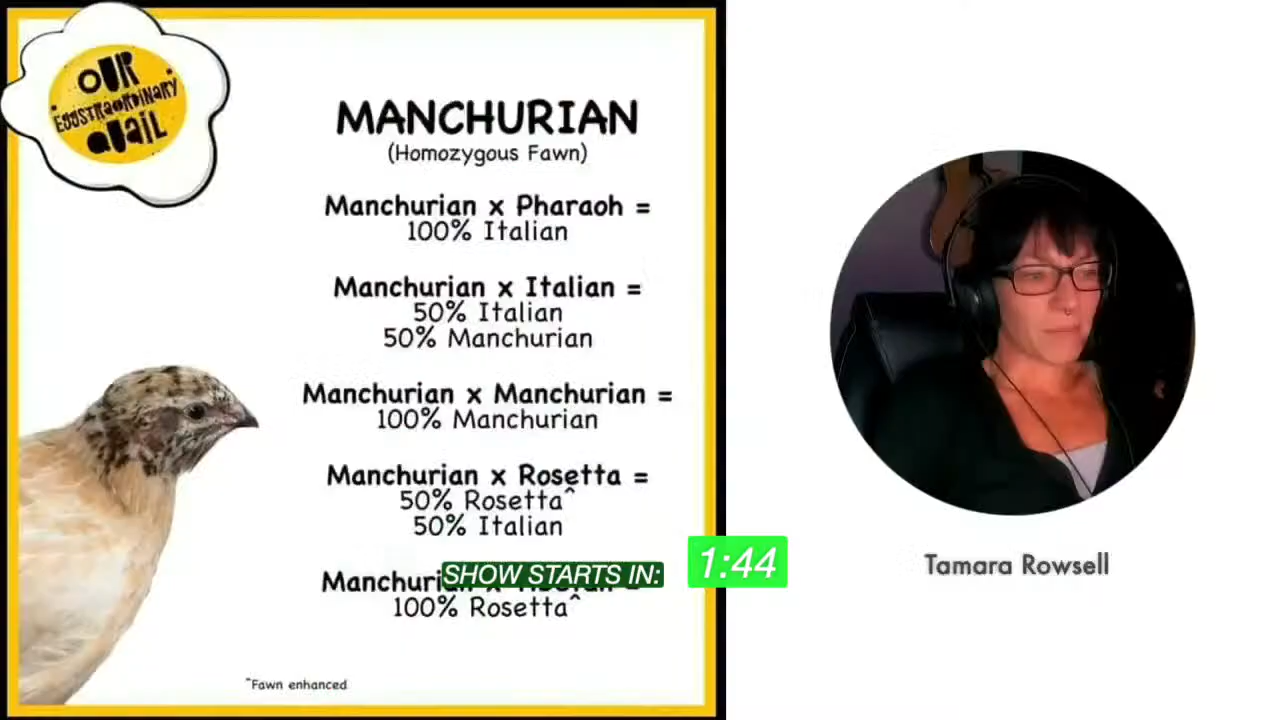 OUR
EGGSTRAORDINARY
QUAIL
MANCHURIAN
(Homozygous Fawn)
Manchurian x Pharaoh =
100% Italian
Manchurian x Italian =
50% Italian
50% Manchurian
Manchurian x Manchurian =
100% Manchurian
Manchurian x Rosetta =
50% Rosetta^
50% Italian
SHOW STARTS IN: 1:44
100% Rosetta^
^Fawn enhanced
Tamara Rowsell